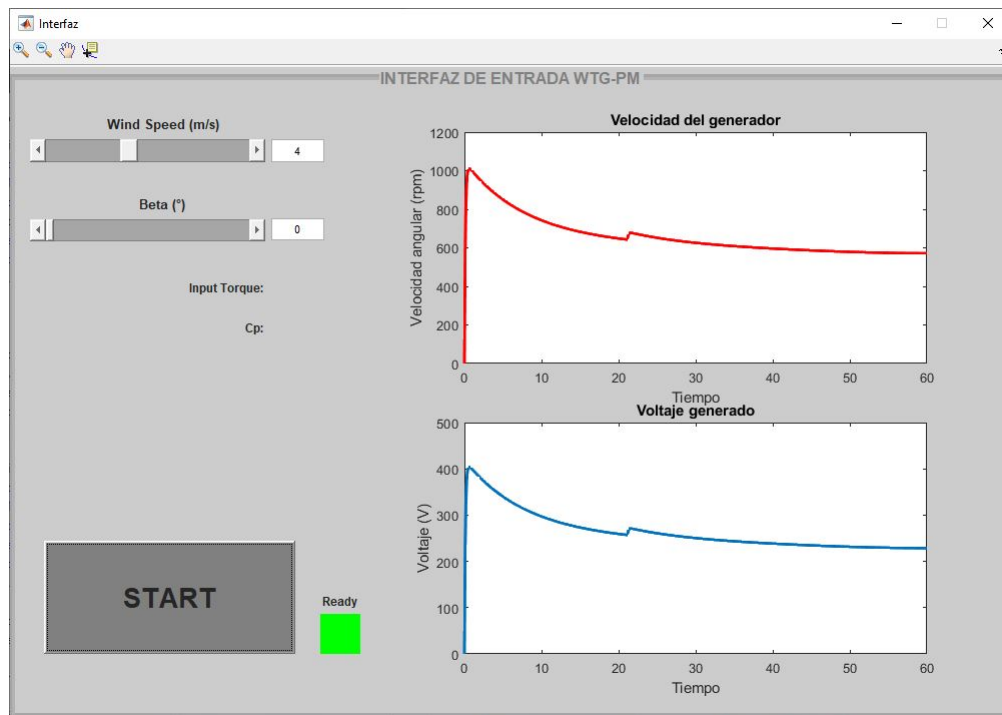 Interfaz
INTERFAZ DE ENTRADA WTG-PM
Wind Speed (m/s)
4
Beta (°)
0
Input Torque:
Cp:
START
Ready
Velocidad del generador
Velocidad angular (rpm)
1200
1000
800
600
400
200
0
0 10 20 30 40 50 60
Tiempo
Voltaje generado
Voltaje (V)
500
400
300
200
100
0
0 10 20 30 40 50 60
Tiempo